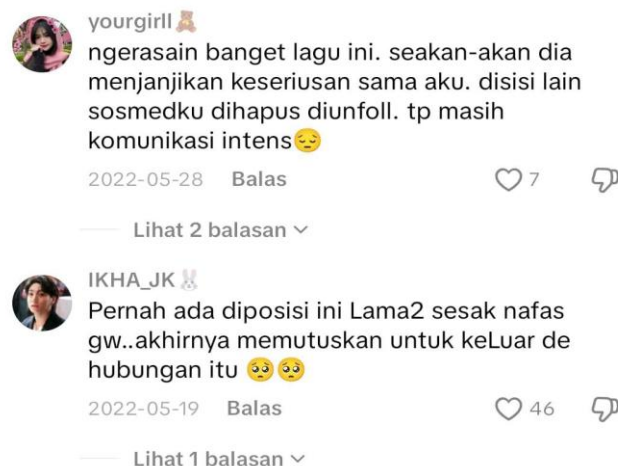 yourgirll🧸
ngerasain banget lagu ini. seakan-akan dia
menjanjikan keseriusan sama aku. disisi lain
sosmedku dihapus diunfoll. tp masih
komunikasi intens😔
2022-05-28 Balas 7
Lihat 2 balasan
IKHA_JK🐰
Pernah ada diposisi ini Lama2 sesak nafas
gw..akhirnya memutuskan untuk keLuar de
hubungan itu 🥺🥺
2022-05-19 Balas 46
Lihat 1 balasan